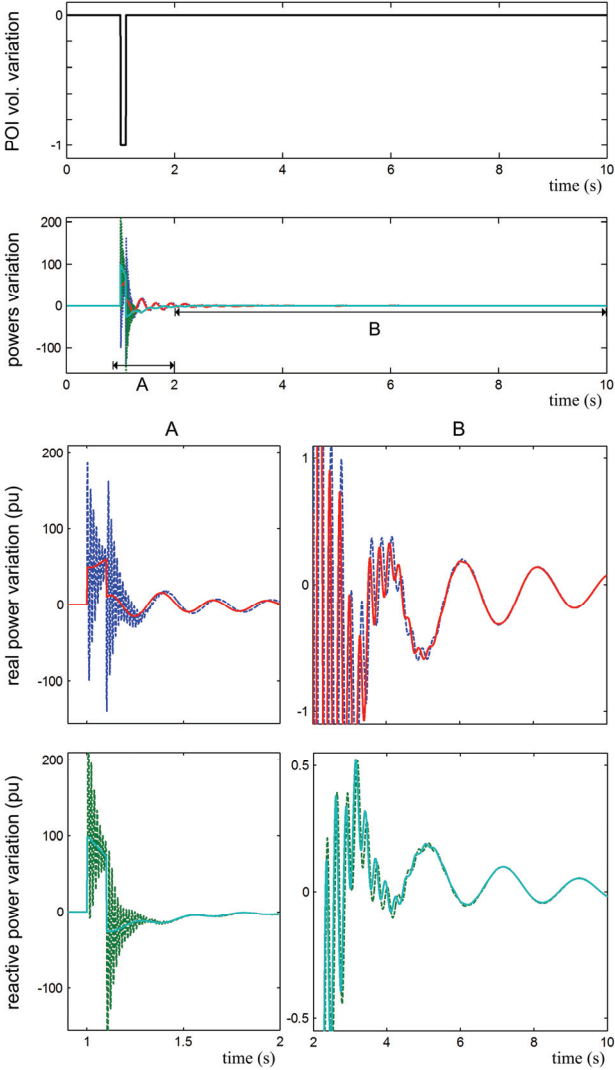 0
-1
POI vol. variation
0 2 4 6 8 10
time (s)
200
100
0
-100
powers variation
A
B
0 2 4 6 8 10
time (s)
A
B
200
100
0
-100
real power variation (pu)
1
0
-1
200
100
0
-100
reactive power variation (pu)
1 1.5 2
time (s)
0.5
0
-0.5
2 4 6 8 10
time (s)